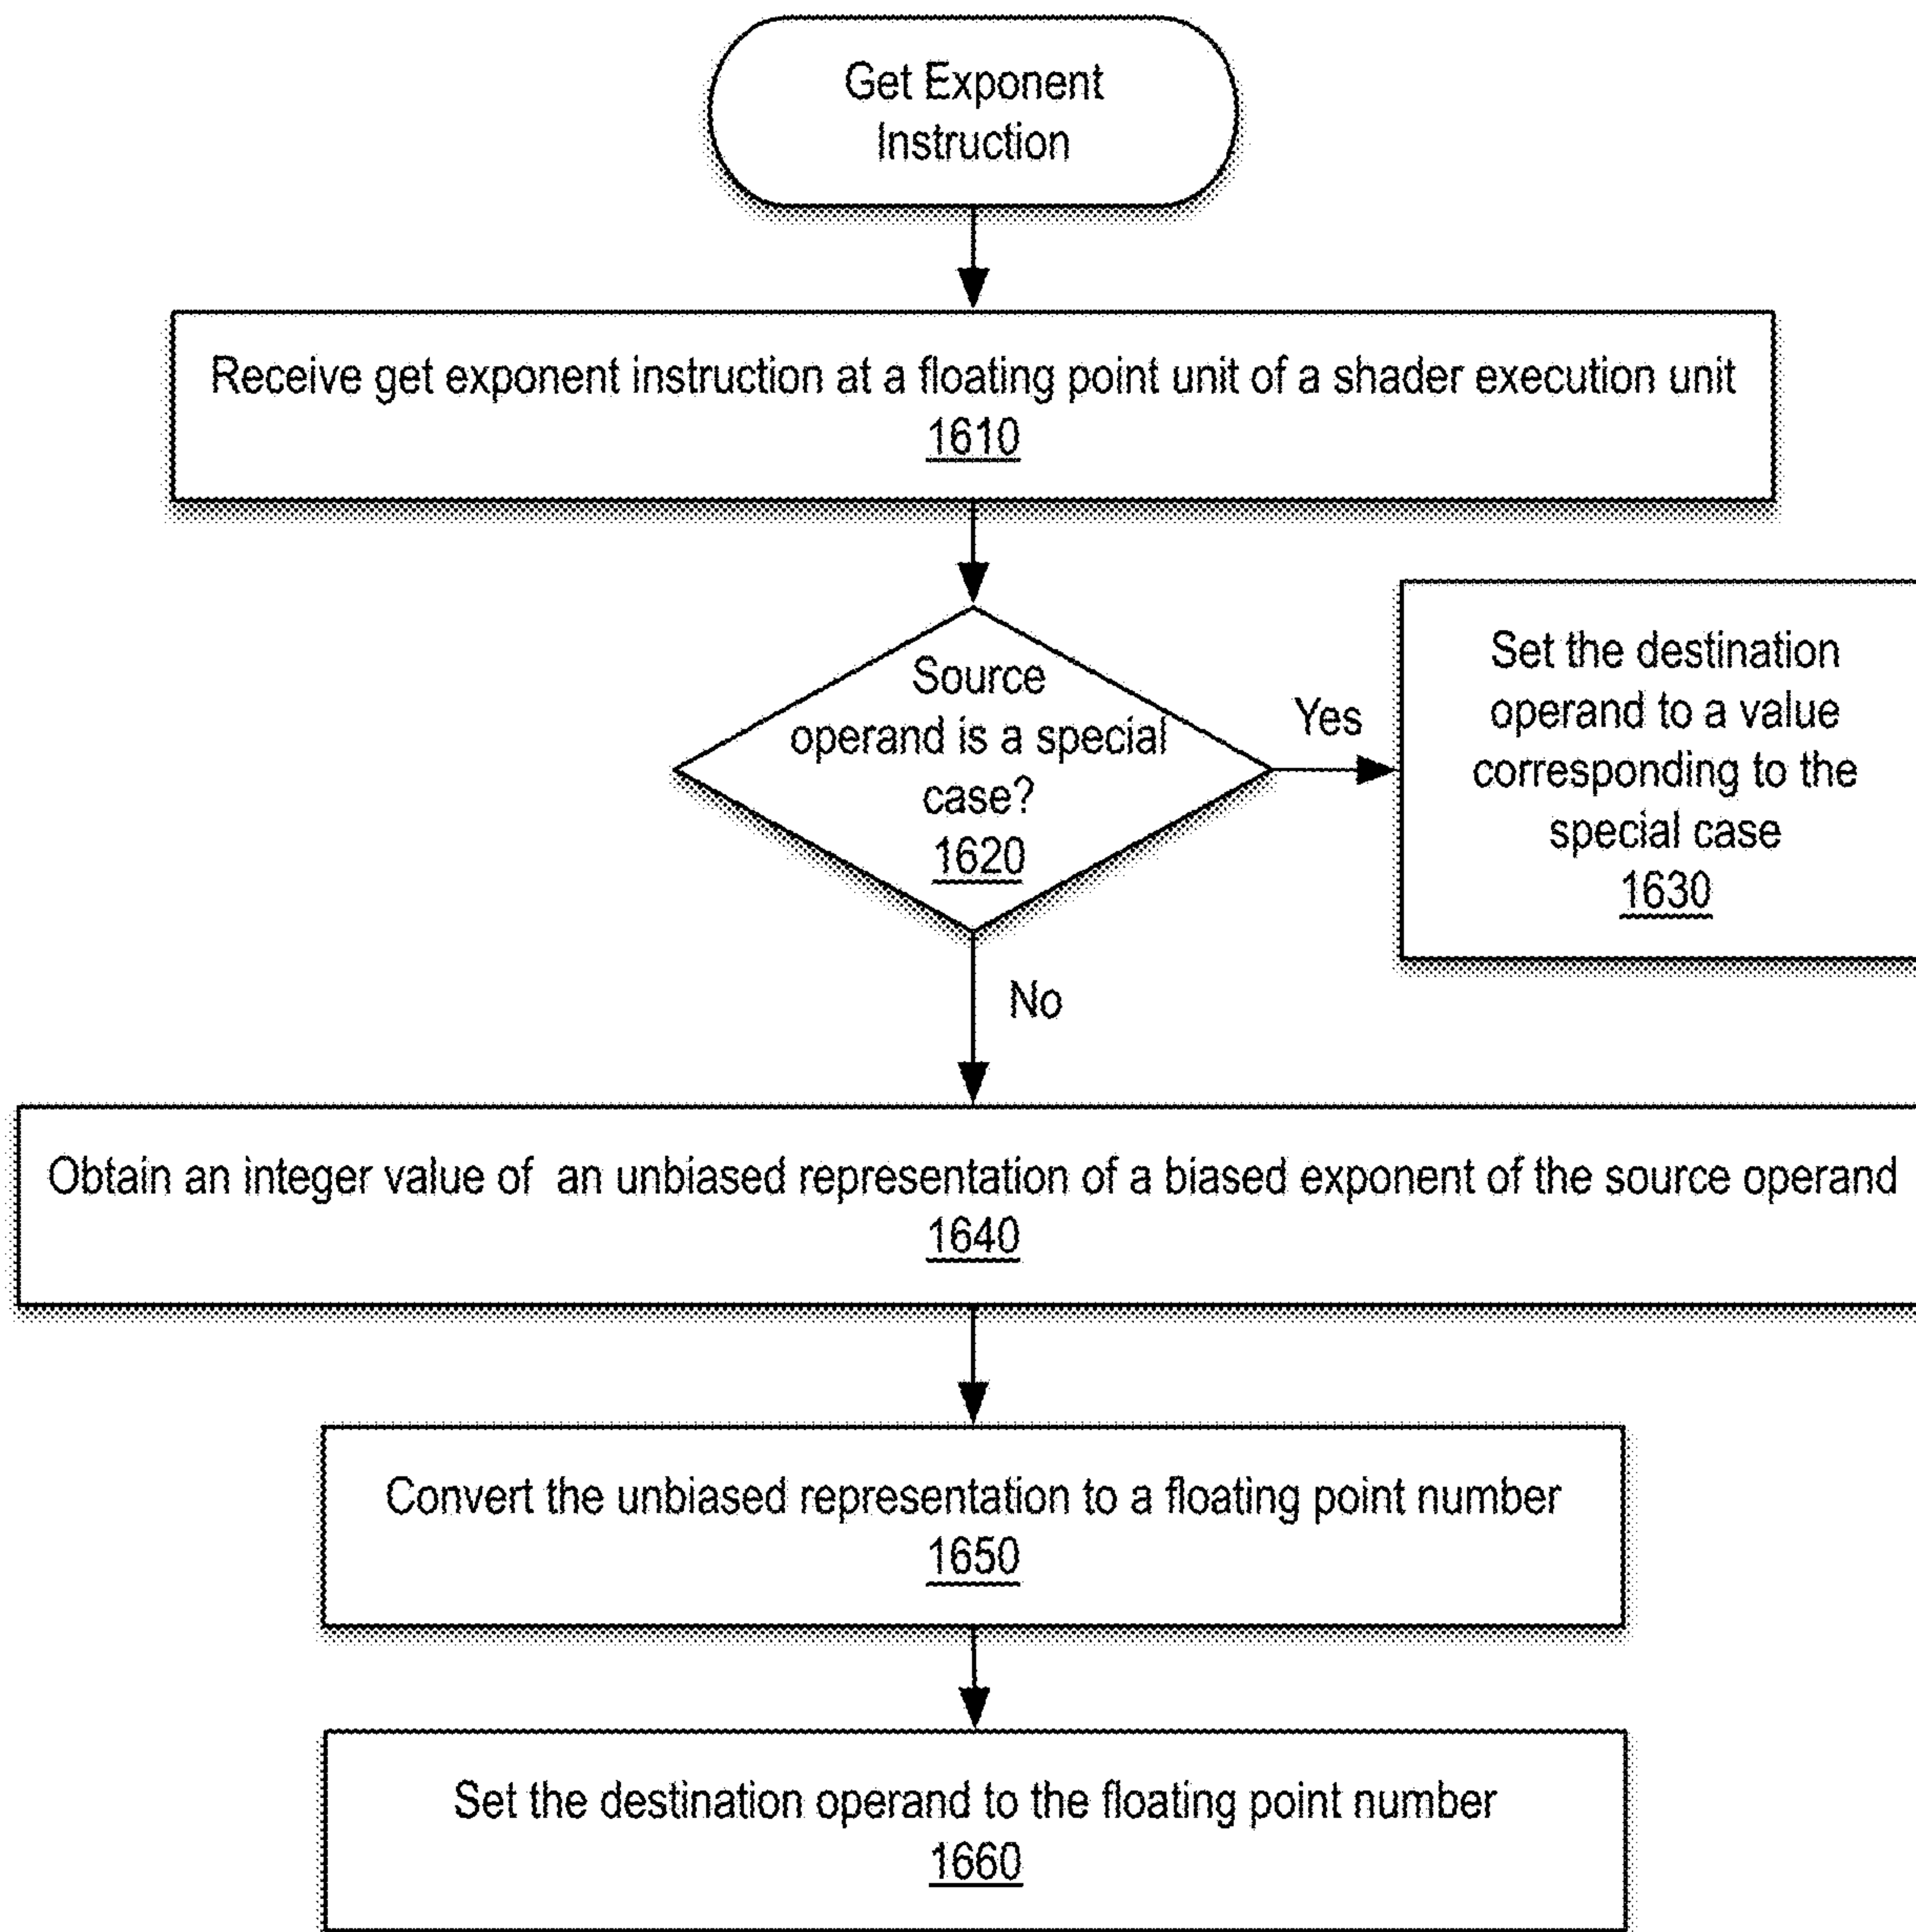 Get Exponent
Instruction
Receive get exponent instruction at a floating point unit of a shader execution unit
1610
Source
operand is a special
case?
1620
Yes
Set the destination
operand to a value
corresponding to the
special case
1630
No
Obtain an integer value of an unbiased representation of a biased exponent of the source operand
1640
Convert the unbiased representation to a floating point number
1650
Set the destination operand to the floating point number
1660